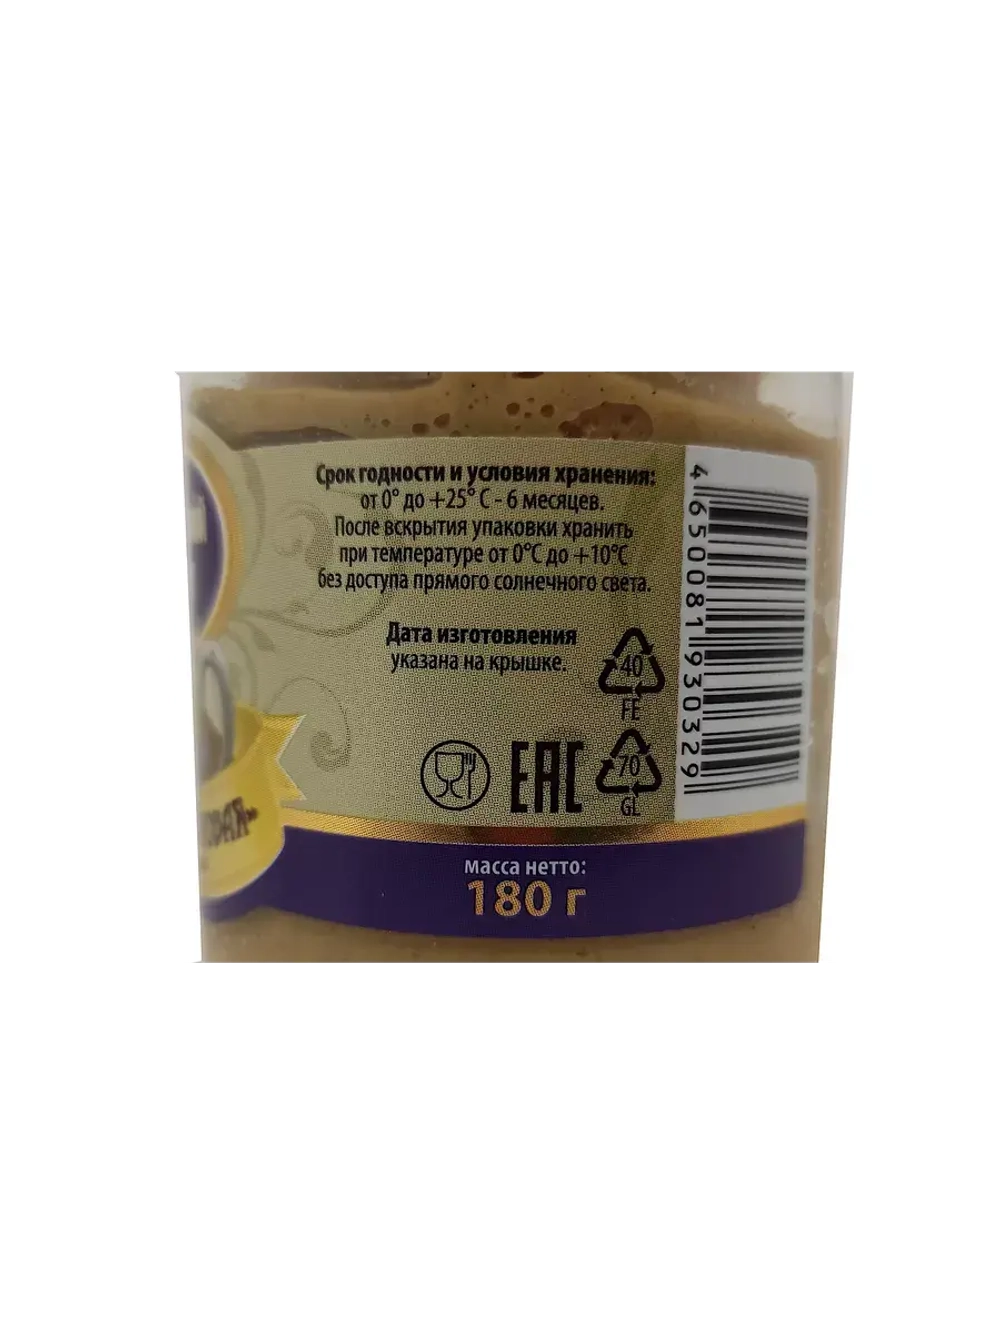 Срок годности и условия хранения:
от 0° до +25° С - 6 месяцев.
После вскрытия упаковки хранить
при температуре от 0°С до +10°С
без доступа прямого солнечного света.
Дата изготовления
указана на крышке.
40
FE
EAC
70
GL
масса нетто:
180 г
4 650081 930329